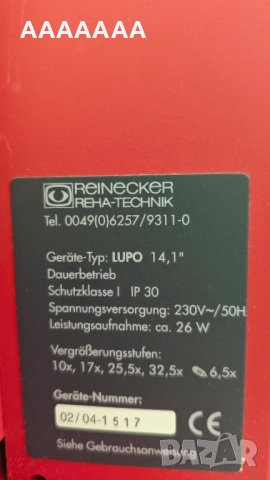 AAAAAAA
REINECKER
REHA-TECHNIK
Tel. 0049(0)6257/9311-0
Geräte-Typ: LUPO 14,1"
Dauerbetrieb
Schutzklasse I IP 30
Spannungsversorgung: 230V~/50H
Leistungsaufnahme: ca. 26 W
Vergrößerungsstufen:
10x, 17x, 25,5x, 32,5x 6,5x
Geräte-Nummer:
02/04-1517
CE
Siehe Gebrauchsanweisung
bazar